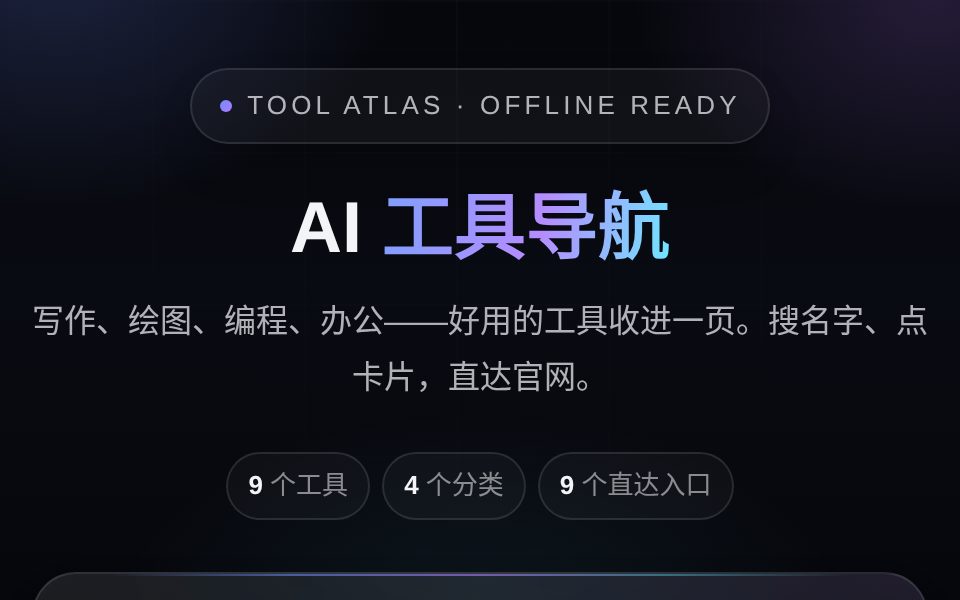 TOOL ATLAS · OFFLINE READY
AI 工具导航
写作、绘图、编程、办公——好用的工具收进一页。搜名字、点
卡片，直达官网。
9 个工具 4 个分类 9 个直达入口